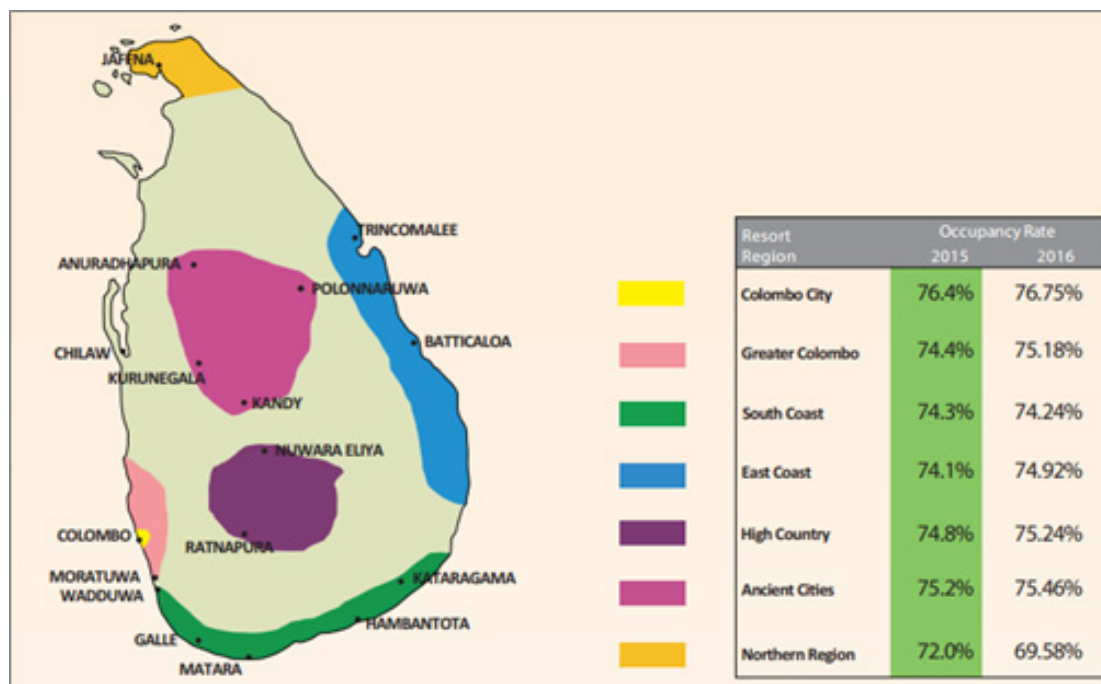 JAFFNA
TRINCOMALEE
ANURADHAPURA
POLONNARUWA
BATTICALOA
CHILAW
KURUNEGALA
KANDY
NUWARA ELIYA
COLOMBO
RATNAPURA
MORATUWA
WADDUWA
KATARAGAMA
HAMBANTOTA
GALLE
MATARA
Resort Region Occupancy Rate
2015 2016
Colombo City 76.4% 76.75%
Greater Colombo 74.4% 75.18%
South Coast 74.3% 74.24%
East Coast 74.1% 74.92%
High Country 74.8% 75.24%
Ancient Cities 75.2% 75.46%
Northern Region 72.0% 69.58%